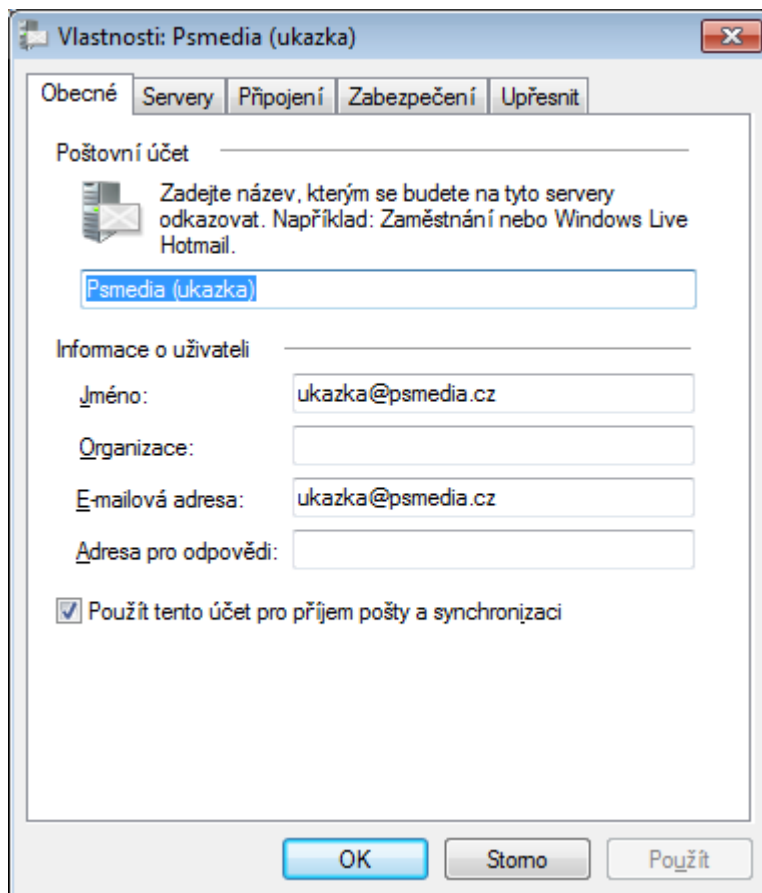 Vlastnosti: Psmedia (ukazka)
Obecné Servery Připojení Zabezpečení Upřesnit
Poštovní účet
Zadejte název, kterým se budete na tyto servery
odkazovat. Například: Zaměstnání nebo Windows Live
Hotmail.
Psmedia (ukazka)
Informace o uživateli
Jméno: ukazka@psmedia.cz
Organizace:
E-mailová adresa: ukazka@psmedia.cz
Adresa pro odpovědi:
Použít tento účet pro příjem pošty a synchronizaci
OK Storno Použít